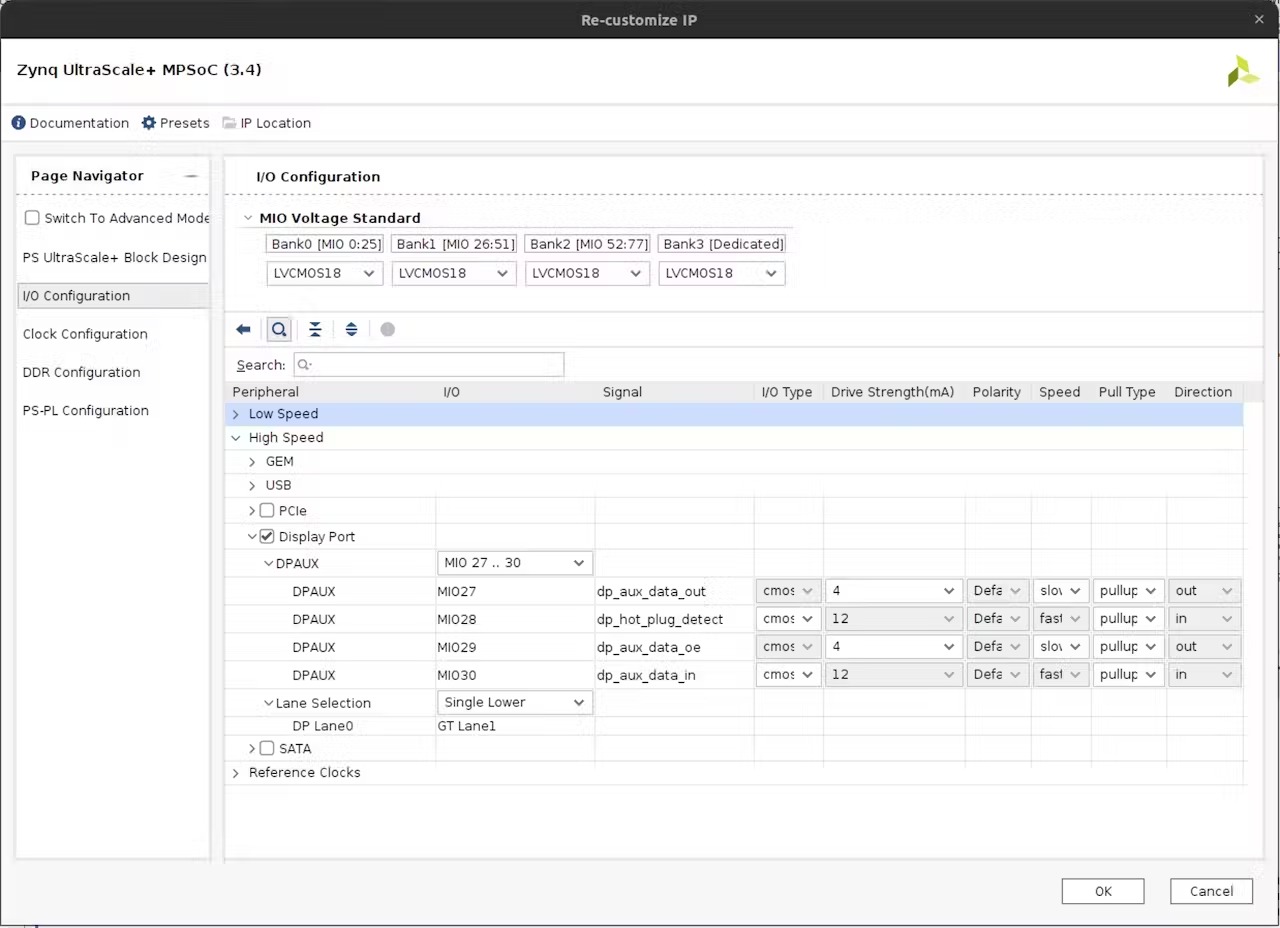 Re-customize IP
Zynq UltraScale+ MPSoC (3.4)
Documentation Presets IP Location
Page Navigator
Switch To Advanced Mode
PS UltraScale+ Block Design
I/O Configuration
Clock Configuration
DDR Configuration
PS-PL Configuration
I/O Configuration
MIO Voltage Standard
Bank0 [MIO 0:25] Bank1 [MIO 26:51] Bank2 [MIO 52:77] Bank3 [Dedicated]
LVCMOS18 LVCMOS18 LVCMOS18 LVCMOS18
Search:
Peripheral I/O Signal I/O Type Drive Strength(mA) Polarity Speed Pull Type Direction
Low Speed
High Speed
GEM
USB
PCIe
Display Port
DPAUX MIO 27 .. 30
DPAUX MIO27 dp_aux_data_out cmos 4 Defa slov pullup out
DPAUX MIO28 dp_hot_plug_detect cmos 12 Defa fast pullup in
DPAUX MIO29 dp_aux_data_oe cmos 4 Defa slov pullup out
DPAUX MIO30 dp_aux_data_in cmos 12 Defa fast pullup in
Lane Selection Single Lower
DP Lane0 GT Lane1
SATA
Reference Clocks
OK Cancel